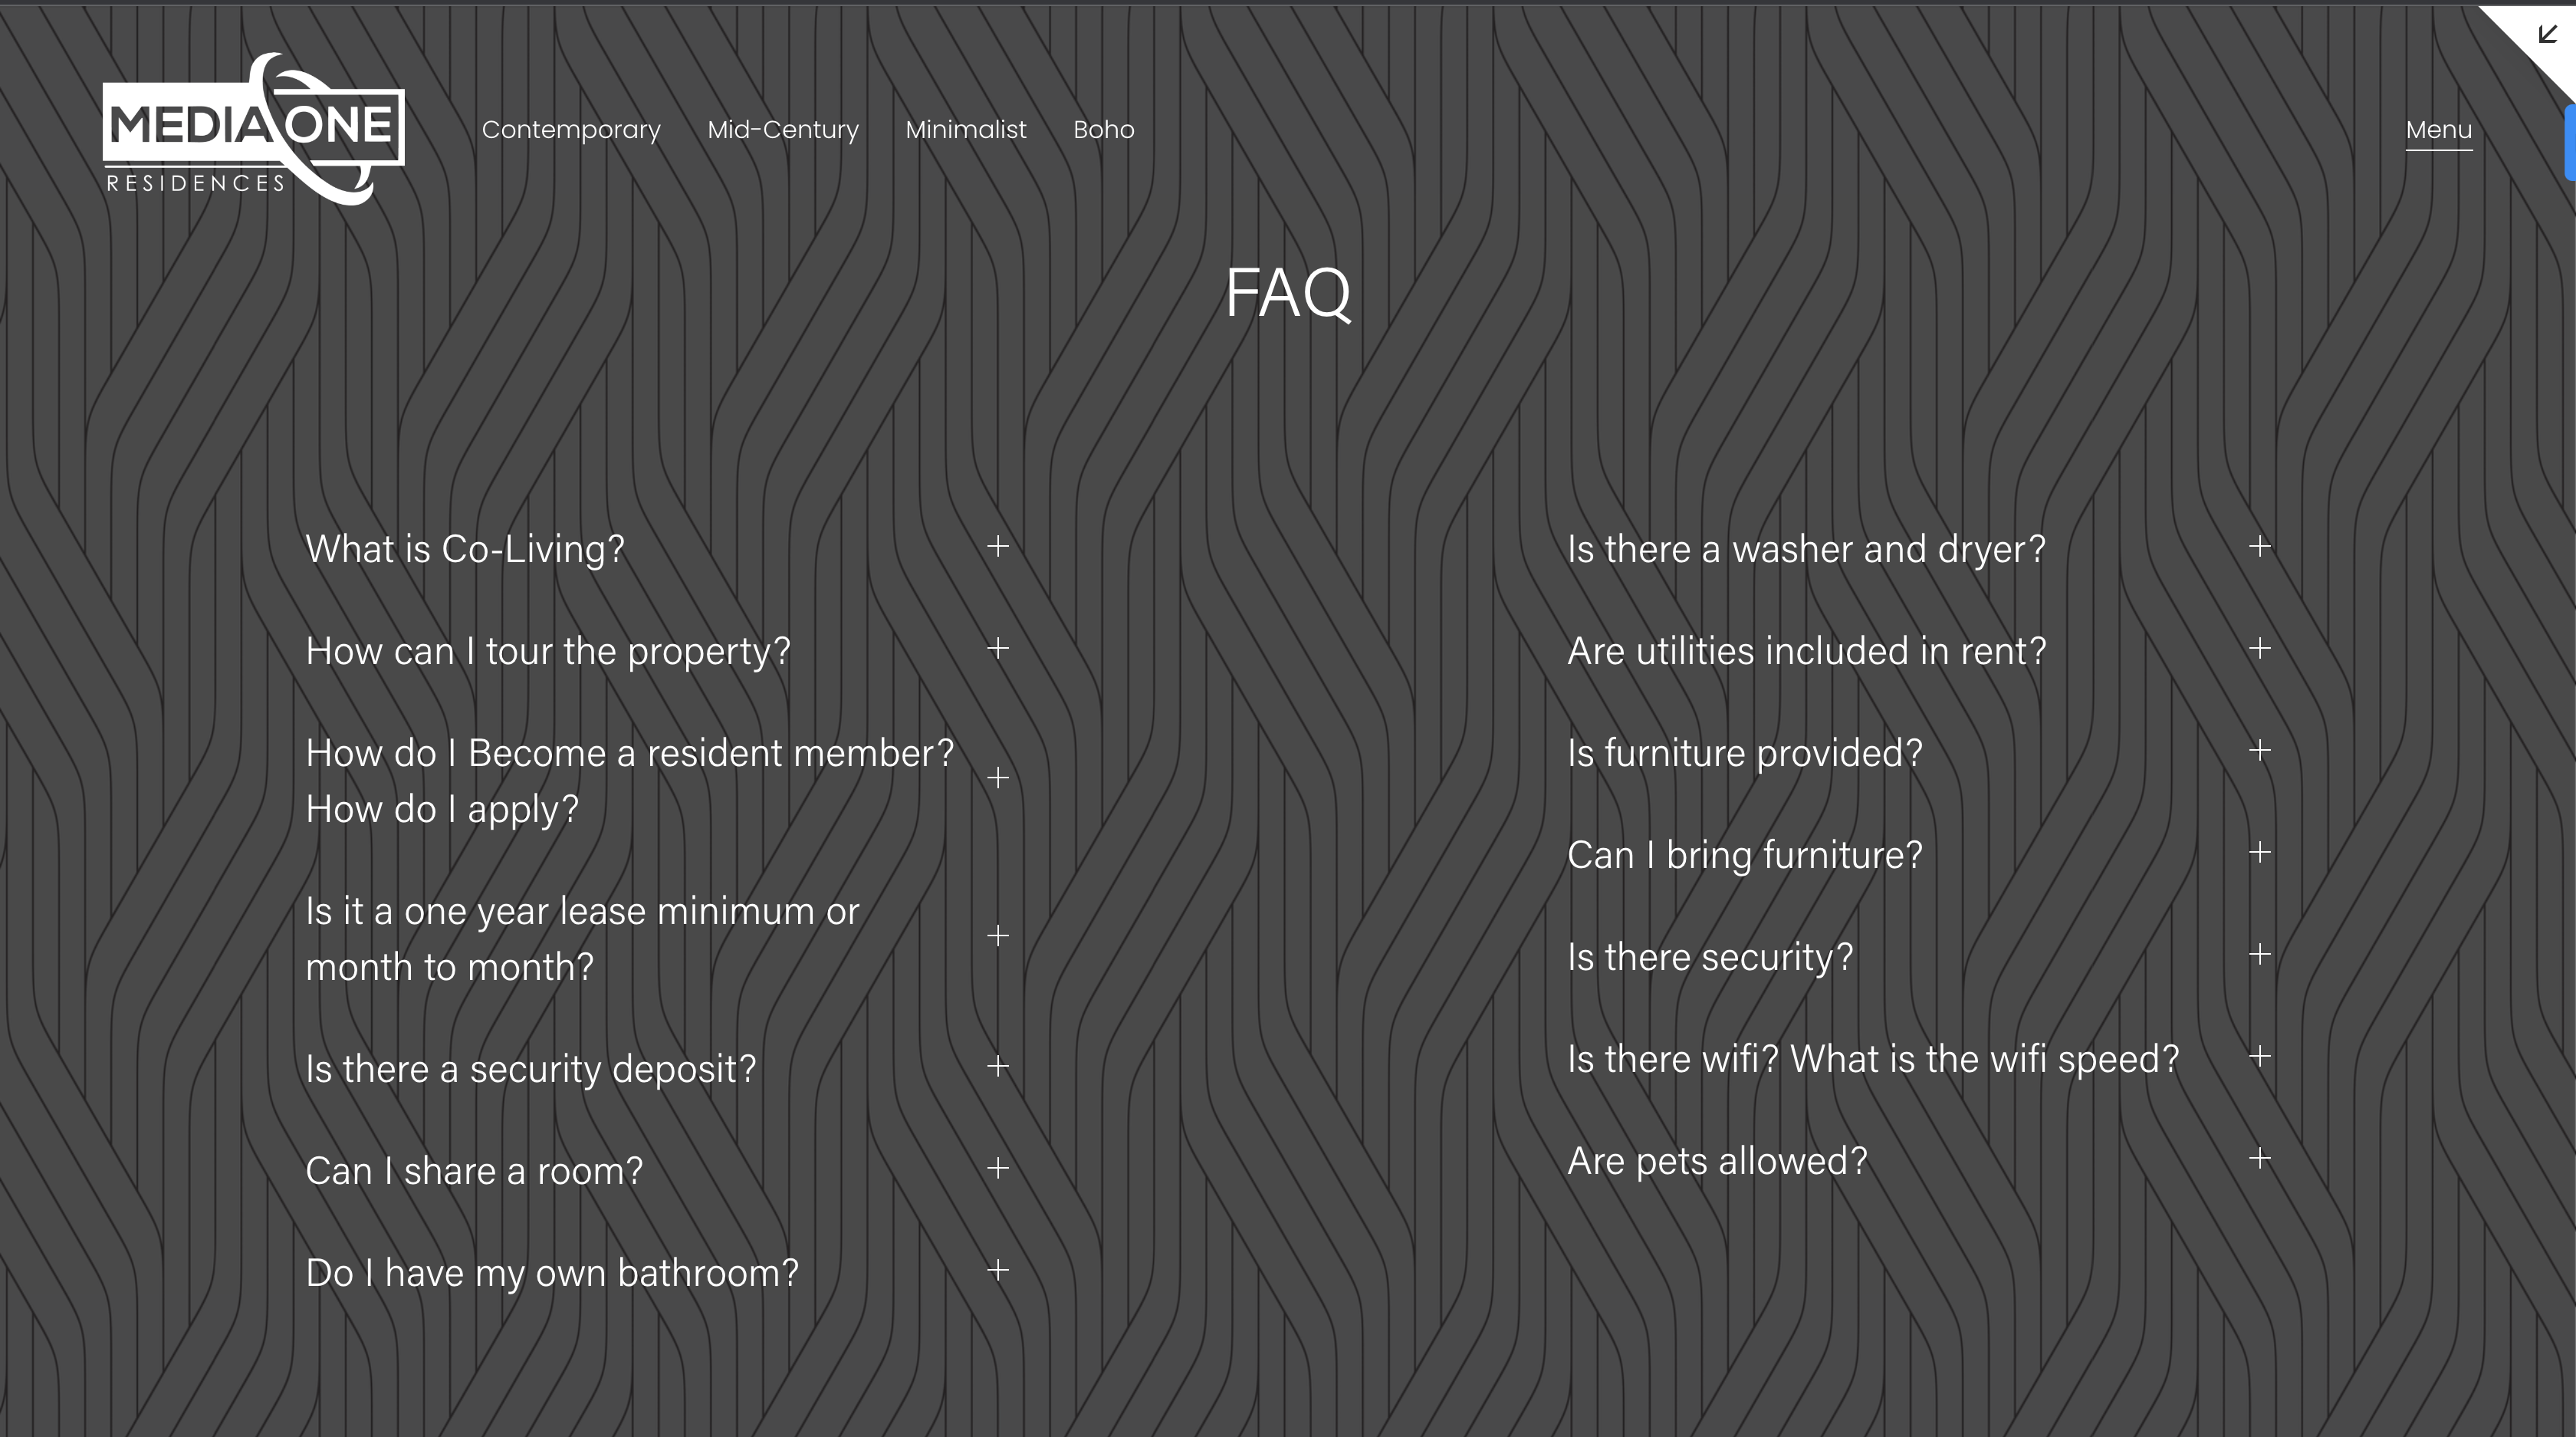 MEDIA ONE
RESIDENCES
Contemporary
Mid-Century
Minimalist
Boho
Menu
FAQ
What is Co-Living?
How can I tour the property?
How do I Become a resident member?
How do I apply?
Is it a one year lease minimum or
month to month?
Is there a security deposit?
Can I share a room?
Do I have my own bathroom?
Is there a washer and dryer?
Are utilities included in rent?
Is furniture provided?
Can I bring furniture?
Is there security?
Is there wifi? What is the wifi speed?
Are pets allowed?